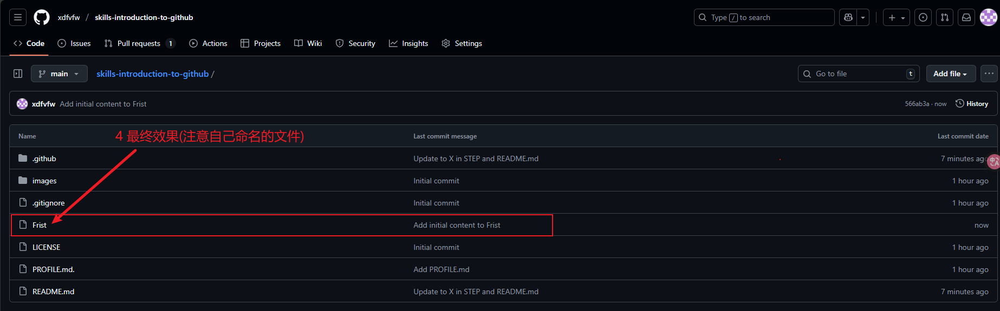 xdfvfw / skills-introduction-to-github
Type / to search
Code Issues Pull requests 1 Actions Projects Wiki Security Insights Settings
main skills-introduction-to-github /
Go to file t
Add file
xdfvfw Add initial content to Frist
566ab3a · now History
4 最终效果(注意自己命名的文件)
Name Last commit message Last commit date
.github Update to X in STEP and README.md 7 minutes ago
images Initial commit 1 hour ago
.gitignore Initial commit 1 hour ago
Frist Add initial content to Frist now
LICENSE Initial commit 1 hour ago
PROFILE.md. Add PROFILE.md 1 hour ago
README.md Update to X in STEP and README.md 7 minutes ago